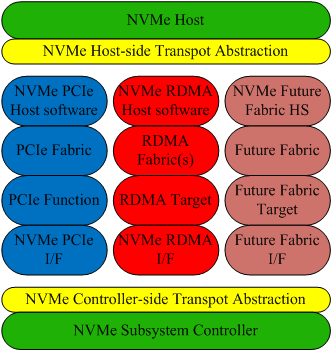 NVMe Host
NVMe Host-side Transpot Abstraction
NVMe PCIe
Host software
NVMe RDMA
Host software
NVMe Future
Fabric HS
PCIe Fabric
RDMA
Fabric(s)
Future Fabric
PCIe Function
RDMA Target
Future Fabric
Target
NVMe PCIe
I/F
NVMe RDMA
I/F
Future Fabric
I/F
NVMe Controller-side Transpot Abstraction
NVMe Subsystem Controller